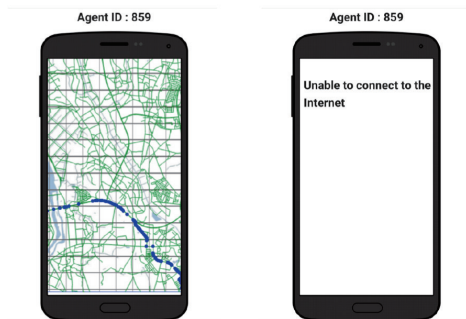 Agent ID : 859
Agent ID : 859
Unable to connect to the
Internet